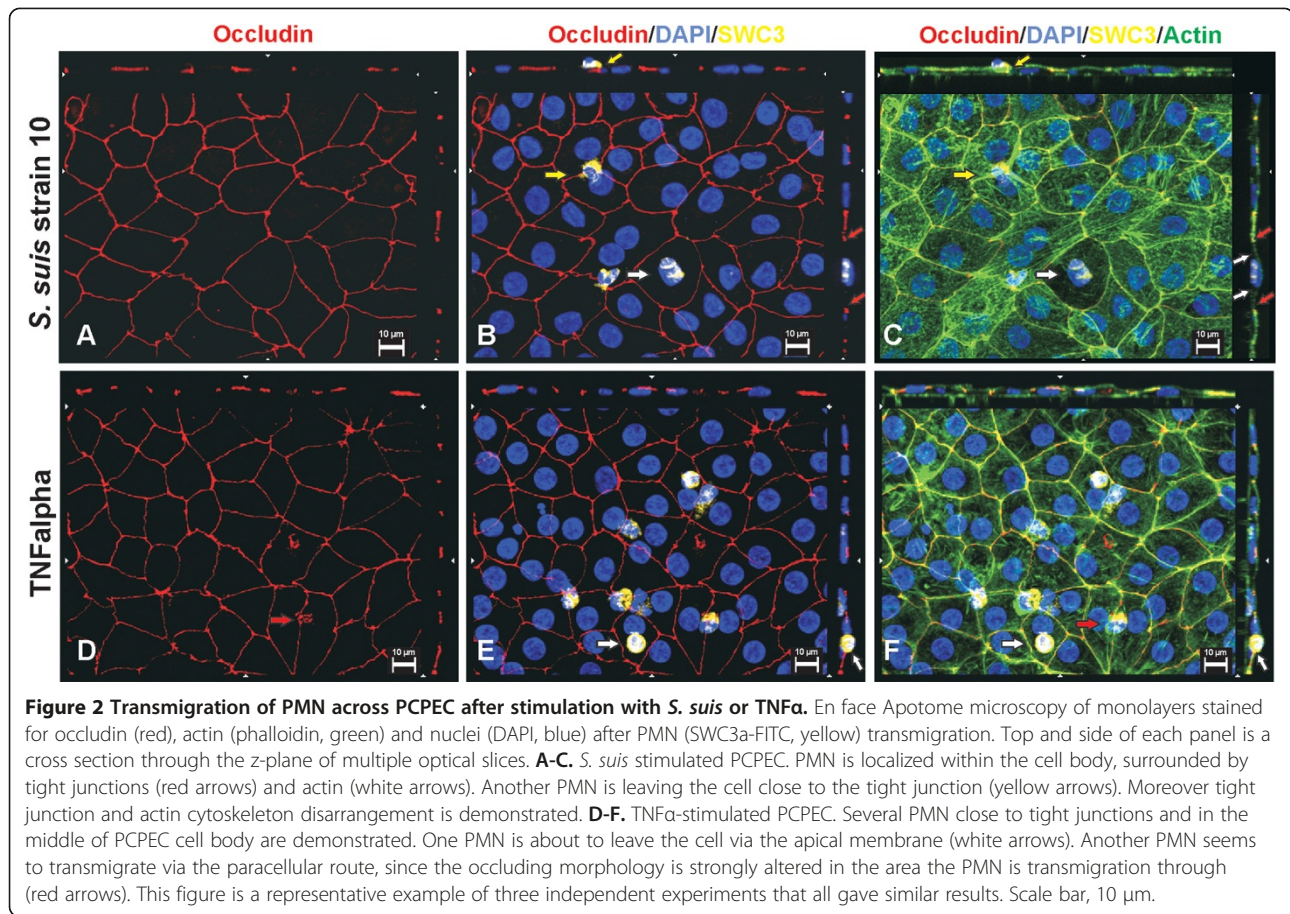 Occludin
Occludin/DAPI/SWC3
Occludin/DAPI/SWC3/Actin
S. suis strain 10
A
10 µm
B
10 µm
C
10 µm
TNFalpha
D
10 µm
E
10 µm
F
10 µm
Figure 2 Transmigration of PMN across PCPEC after stimulation with S. suis or TNFα. En face Apotome microscopy of monolayers stained
for occludin (red), actin (phalloidin, green) and nuclei (DAPI, blue) after PMN (SWC3a-FITC, yellow) transmigration. Top and side of each panel is a
cross section through the z-plane of multiple optical slices. A-C. S. suis stimulated PCPEC. PMN is localized within the cell body, surrounded by
tight junctions (red arrows) and actin (white arrows). Another PMN is leaving the cell close to the tight junction (yellow arrows). Moreover tight
junction and actin cytoskeleton disarrangement is demonstrated. D-F. TNFα-stimulated PCPEC. Several PMN close to tight junctions and in the
middle of PCPEC cell body are demonstrated. One PMN is about to leave the cell via the apical membrane (white arrows). Another PMN seems
to transmigrate via the paracellular route, since the occluding morphology is strongly altered in the area the PMN is transmigration through
(red arrows). This figure is a representative example of three independent experiments that all gave similar results. Scale bar, 10 µm.